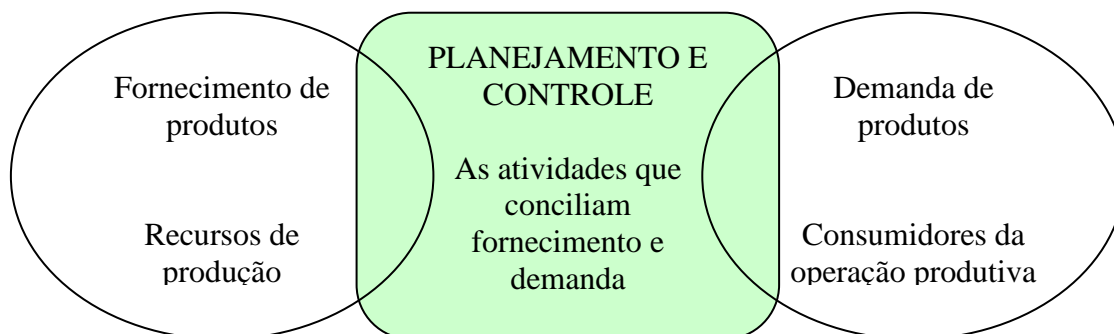 Fornecimento de
produtos
Recursos de
produção
PLANEJAMENTO E
CONTROLE
As atividades que
conciliam
fornecimento e
demanda
Demanda de
produtos
Consumidores da
operação produtiva